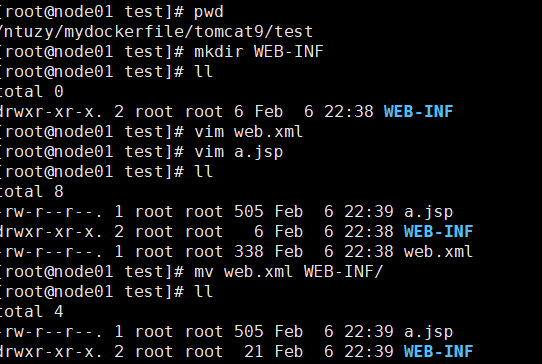 [root@node01 test]# pwd
/ntuzy/mydockerfile/tomcat9/test
[root@node01 test]# mkdir WEB-INF
[root@node01 test]# ll
total 0
drwxr-xr-x. 2 root root 6 Feb  6 22:38 WEB-INF
[root@node01 test]# vim web.xml
[root@node01 test]# vim a.jsp
[root@node01 test]# ll
total 8
-rw-r--r--. 1 root root 505 Feb  6 22:39 a.jsp
drwxr-xr-x. 2 root root   6 Feb  6 22:38 WEB-INF
-rw-r--r--. 1 root root 338 Feb  6 22:38 web.xml
[root@node01 test]# mv web.xml WEB-INF/
[root@node01 test]# ll
total 4
-rw-r--r--. 1 root root 505 Feb  6 22:39 a.jsp
drwxr-xr-x. 2 root root  21 Feb  6 22:39 WEB-INF